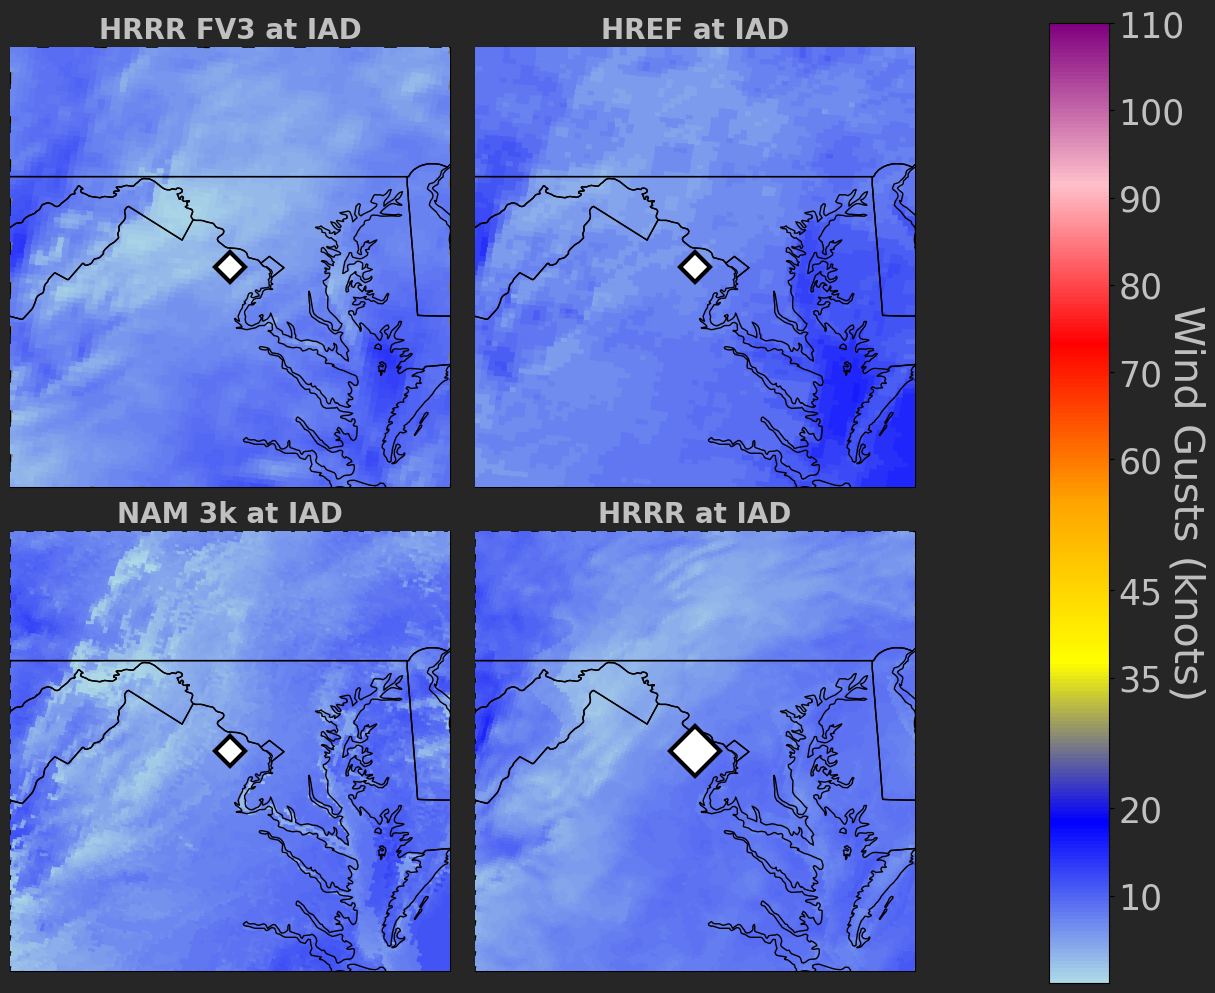 HRRR FV3 at IAD
HREF at IAD
NAM 3k at IAD
HRRR at IAD
110
100
90
80
70
60
45
35
20
10
Wind Gusts (knots)